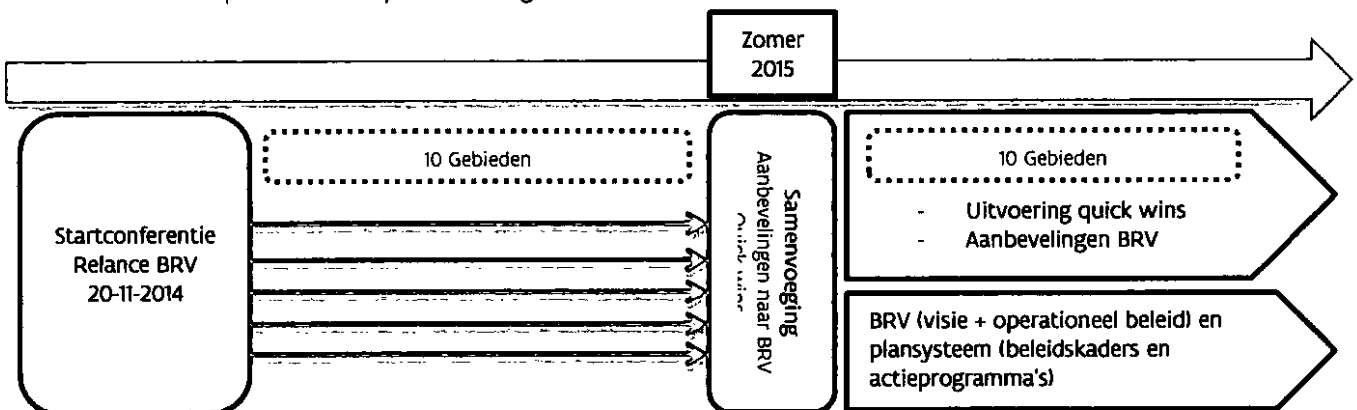 Zomer
2015
10 Gebieden
10 Gebieden
Startconferentie
Relance BRV
20-11-2014
Samenvoeging
Aanbevelingen naar BRV
- Uitvoering quick wins
- Aanbevelingen BRV
BRV (visie + operationeel beleid) en
plansysteem (beleidskaders en
actieprogramma's)